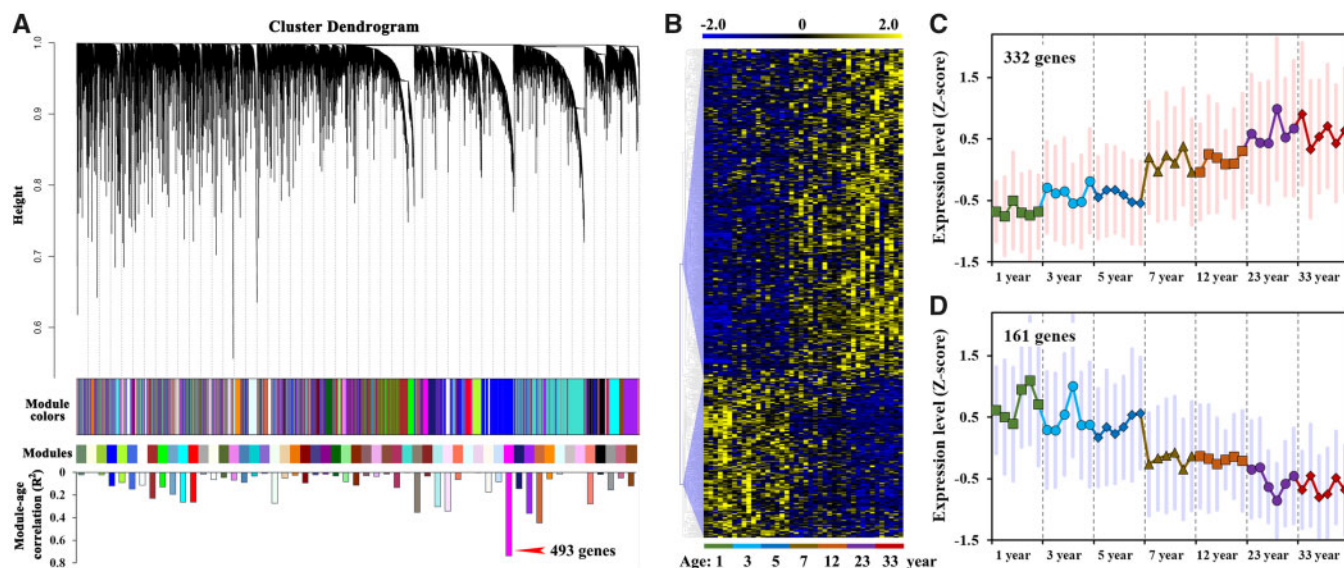 A
Cluster Dendrogram
Height
1.0
0.9
0.8
0.7
0.6
Module colors
Modules
Module-age correlation (R²)
0
0.2
0.4
0.6
0.8
493 genes
B
-2.0 0 2.0
Age: 1 3 5 7 12 23 33 year
C
332 genes
Expression level (Z-score)
1.5
0.5
-0.5
-1.5
1 year 3 year 5 year 7 year 12 year 23 year 33 year
D
161 genes
Expression level (Z-score)
1.5
0.5
-0.5
-1.5
1 year 3 year 5 year 7 year 12 year 23 year 33 year